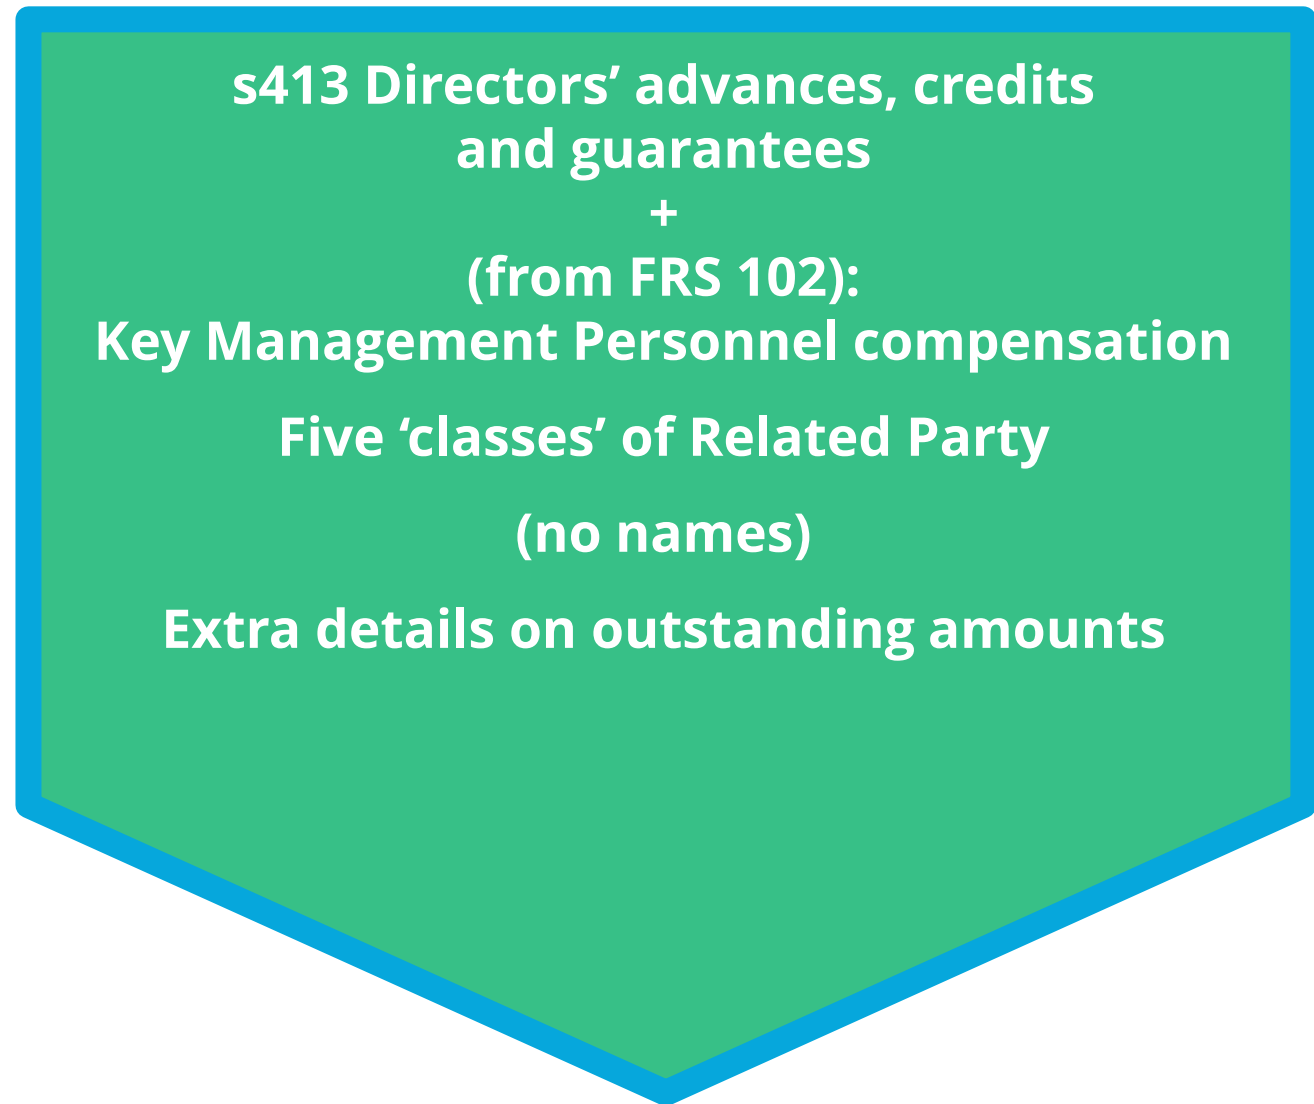 s413 Directors’ advances, credits
and guarantees
+
(from FRS 102):
Key Management Personnel compensation
Five ‘classes’ of Related Party
(no names)
Extra details on outstanding amounts